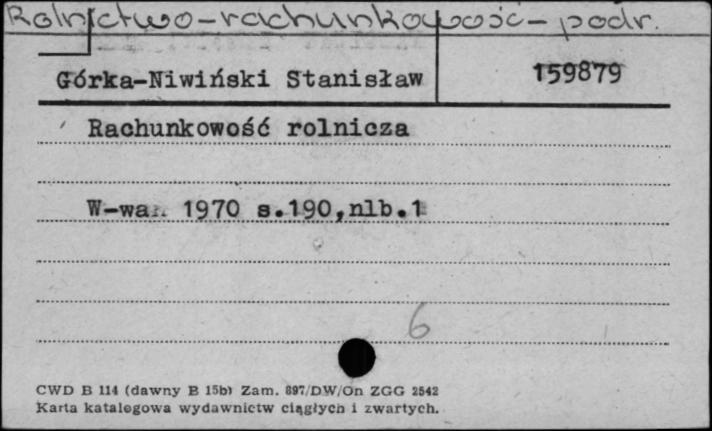 Rolnictwo-rachunkowość-podr.
Górka-Niwiński Stanisław 159879
Rachunkowość rolnicza
W-wa 1970 s.190,nlb.1
6
CWD B 114 (dawny B 15b) Zam. 897/DW/On ZGG 2542
Karta katalogowa wydawnictw ciągłych i zwartych.